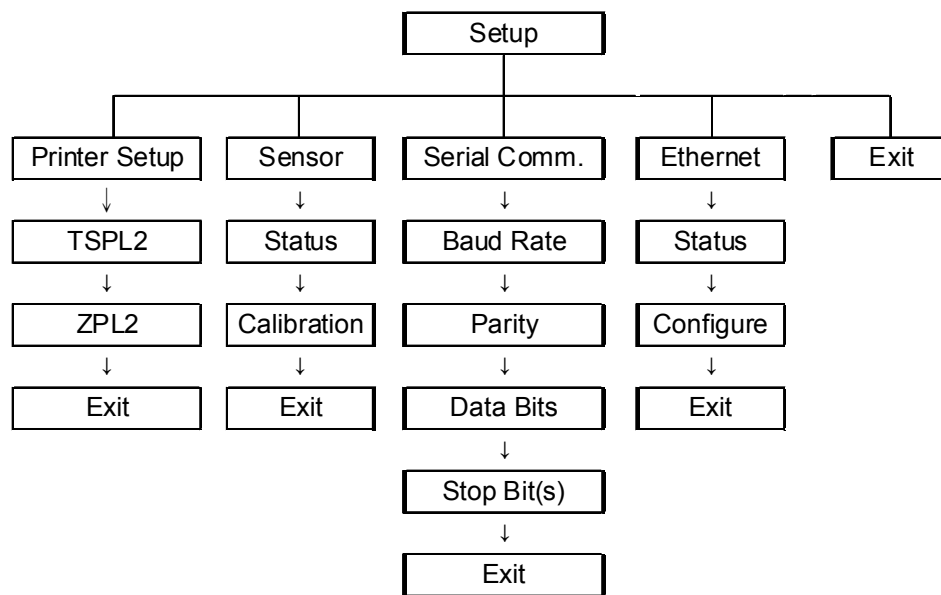 Setup
Printer Setup
Sensor
Serial Comm.
Ethernet
Exit
↓ ↓ ↓ ↓
TSPL2
Status
Baud Rate
Status
↓ ↓ ↓ ↓
ZPL2
Calibration
Parity
Configure
↓ ↓ ↓ ↓
Exit
Exit
Data Bits
Exit
↓
Stop Bit(s)
↓
Exit